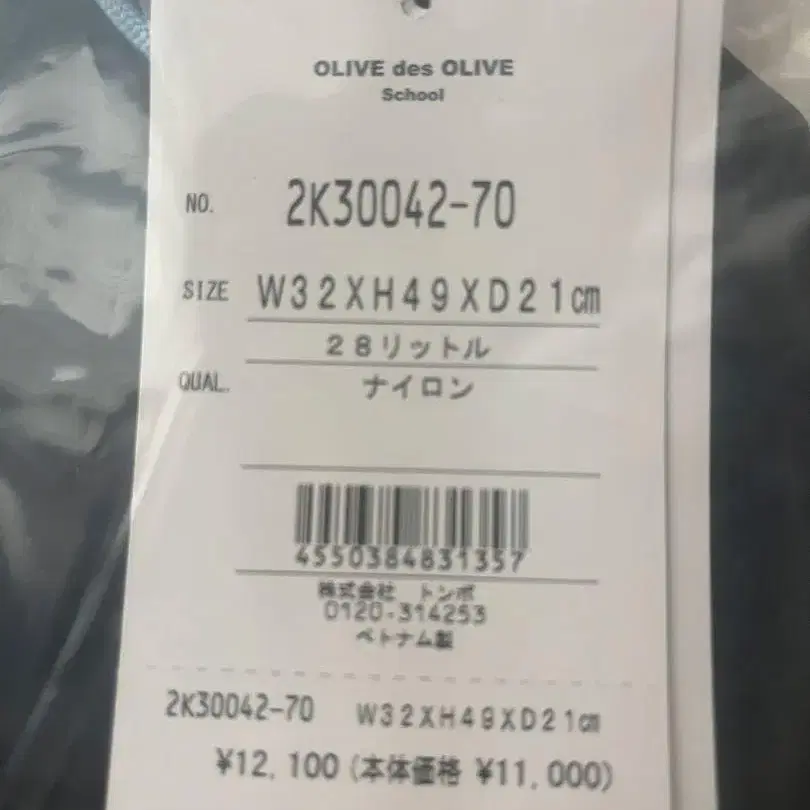 OLIVE des OLIVE
School
NO. 2K30042-70
SIZE W32XH49XD21cm
28リットル
QUAL. ナイロン
4550384831357
株式会社 トンボ
0120-314253
ベトナム製
2K30042-70 W32XH49XD21cm
¥12,100(本体価格 ¥11,000)